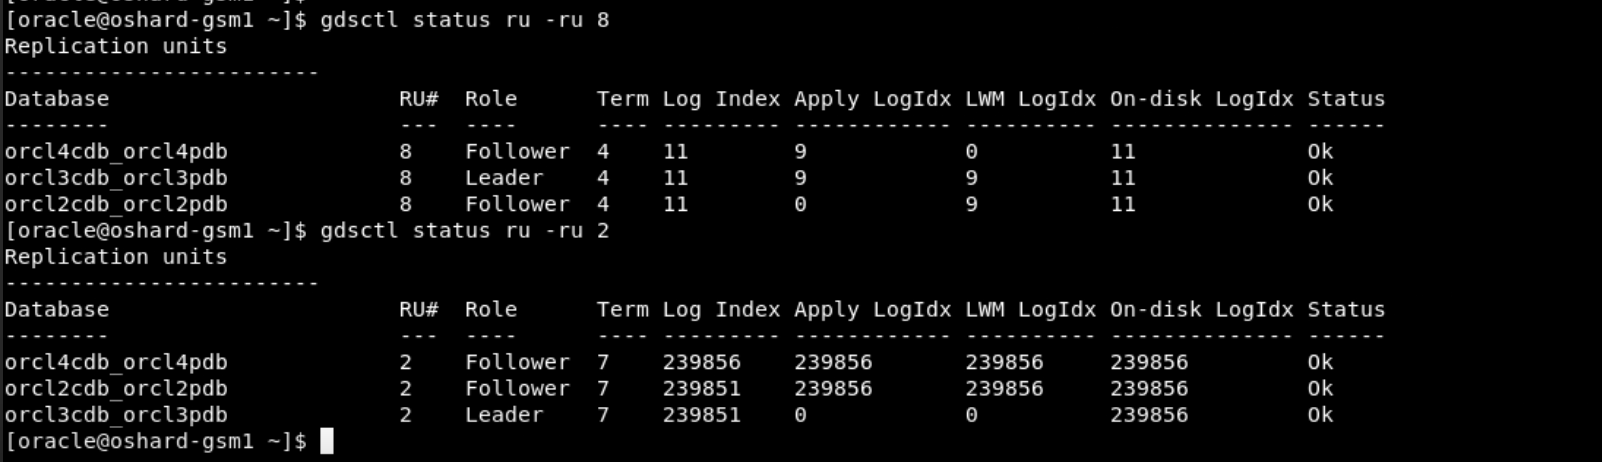 [oracle@oshard-gsm1 ~]$ gdsctl status ru -ru 8
Replication units
------------------------
Database                      RU#  Role      Term Log Index Apply LogIdx LWM LogIdx On-disk LogIdx Status
--------                      ---  ----      ---- --------- ------------ ---------- -------------- ------
orcl4cdb_orcl4pdb             8    Follower  4    11        9            0          11             Ok
orcl3cdb_orcl3pdb             8    Leader    4    11        9            9          11             Ok
orcl2cdb_orcl2pdb             8    Follower  4    11        0            9          11             Ok
[oracle@oshard-gsm1 ~]$ gdsctl status ru -ru 2
Replication units
------------------------
Database                      RU#  Role      Term Log Index Apply LogIdx LWM LogIdx On-disk LogIdx Status
--------                      ---  ----      ---- --------- ------------ ---------- -------------- ------
orcl4cdb_orcl4pdb             2    Follower  7    239856    239856       239856     239856         Ok
orcl2cdb_orcl2pdb             2    Follower  7    239851    239856       239856     239856         Ok
orcl3cdb_orcl3pdb             2    Leader    7    239851    0            0          239856         Ok
[oracle@oshard-gsm1 ~]$